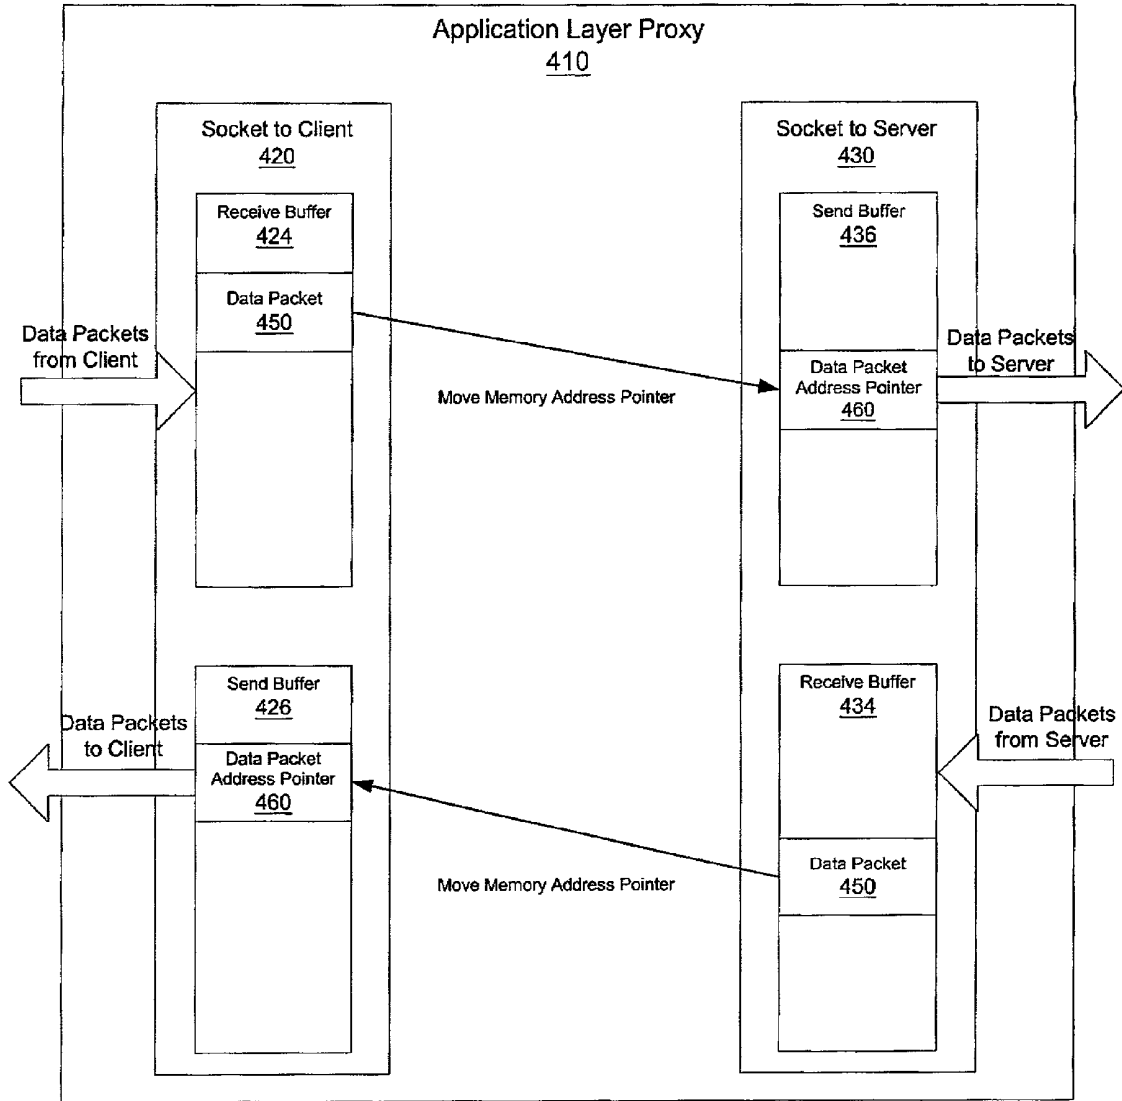 Application Layer Proxy
410
Socket to Client
420
Receive Buffer
424
Data Packet
450
Data Packets
from Client
Move Memory Address Pointer
Socket to Server
430
Send Buffer
436
Data Packet
Address Pointer
460
Data Packets
to Server
Send Buffer
426
Data Packet
Address Pointer
460
Data Packets
to Client
Move Memory Address Pointer
Receive Buffer
434
Data Packet
450
Data Packets
from Server